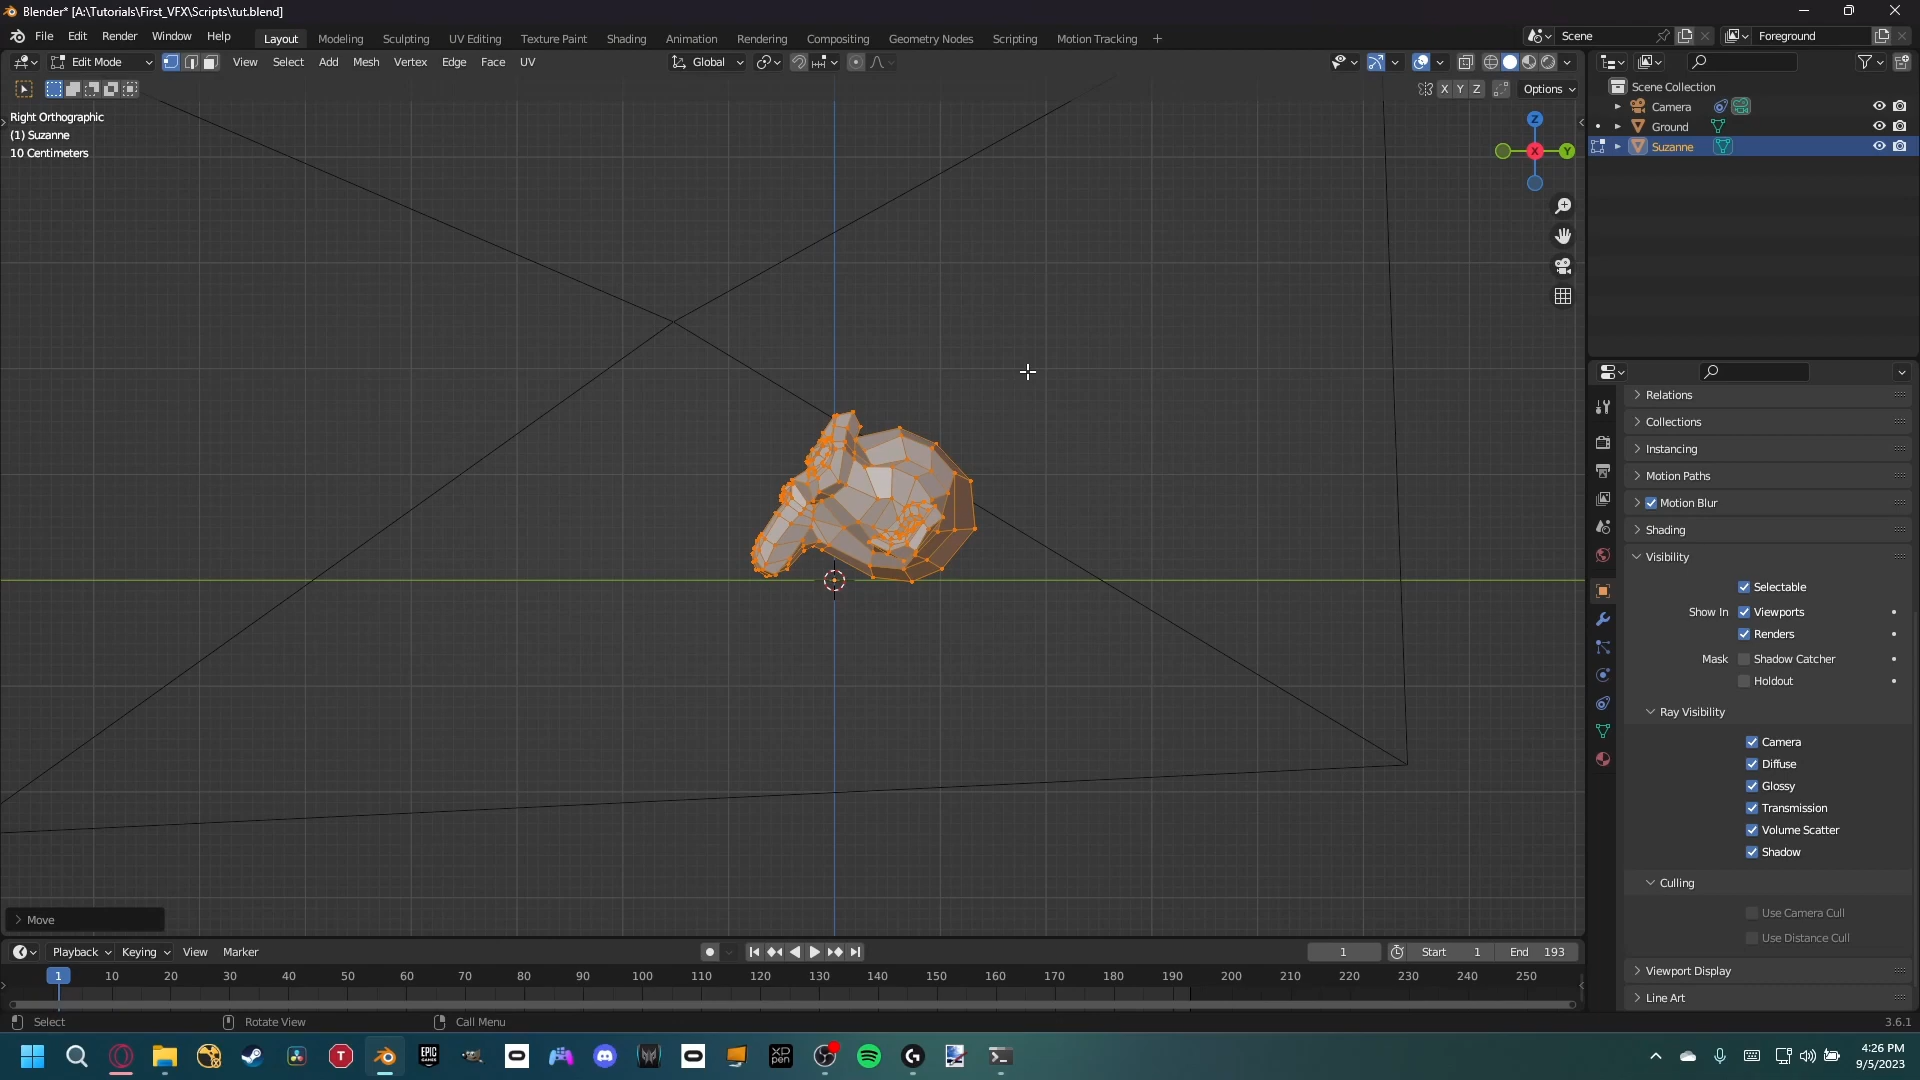 Blender* [A:\Tutorials\First_VFX\Scripts\tut.blend]
File Edit Render Window Help Layout Modeling Sculpting UV Editing Texture Paint Shading Animation Rendering Compositing Geometry Nodes Scripting Motion Tracking + Scene Foreground
Edit Mode View Select Add Mesh Vertex Edge Face UV Global
X Y Z Options
Right Orthographic
(1) Suzanne
10 Centimeters
Z
X Y
Scene Collection
Camera
Ground
Suzanne
Relations
Collections
Instancing
Motion Paths
Motion Blur
Shading
Visibility
Selectable
Show In Viewports
Renders
Mask Shadow Catcher
Holdout
Ray Visibility
Camera
Diffuse
Glossy
Transmission
Volume Scatter
Shadow
Culling
Use Camera Cull
Use Distance Cull
Viewport Display
Line Art
Move
Playback Keying View Marker 1 Start 1 End 193
1 10 20 30 40 50 60 70 80 90 100 110 120 130 140 150 160 170 180 190 200 210 220 230 240 250
Select Rotate View Call Menu 3.6.1
T EPIC GAMES XP PEN G
4:26 PM
9/5/2023